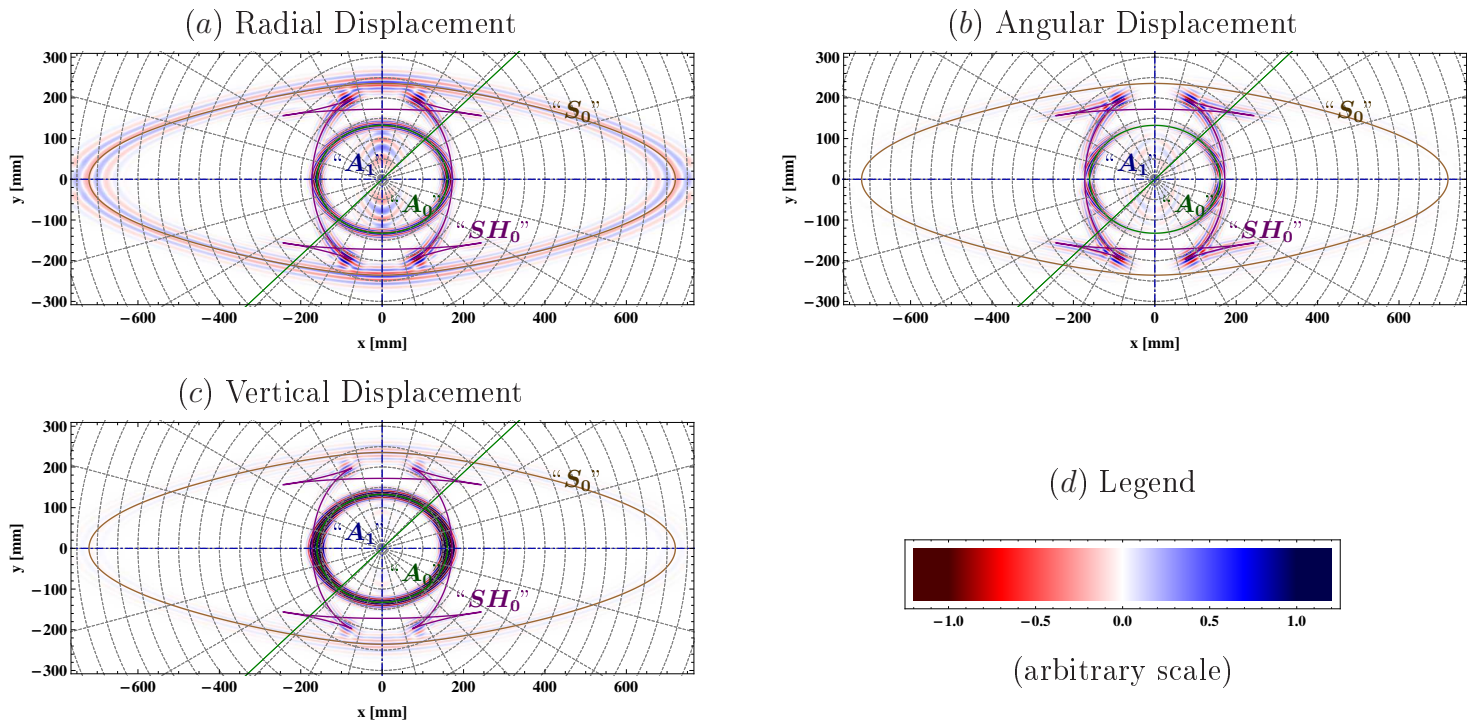 (a) Radial Displacement
300
200
100
0
−100
−200
−300
y [mm]
“S0”
“A1”
“A0”
“SH0”
−600 −400 −200 0 200 400 600
x [mm]
(b) Angular Displacement
300
200
100
0
−100
−200
−300
y [mm]
“S0”
“A1”
“A0”
“SH0”
−600 −400 −200 0 200 400 600
x [mm]
(c) Vertical Displacement
300
200
100
0
−100
−200
−300
y [mm]
“S0”
“A1”
“A0”
“SH0”
−600 −400 −200 0 200 400 600
x [mm]
(d) Legend
−1.0 −0.5 0.0 0.5 1.0
(arbitrary scale)